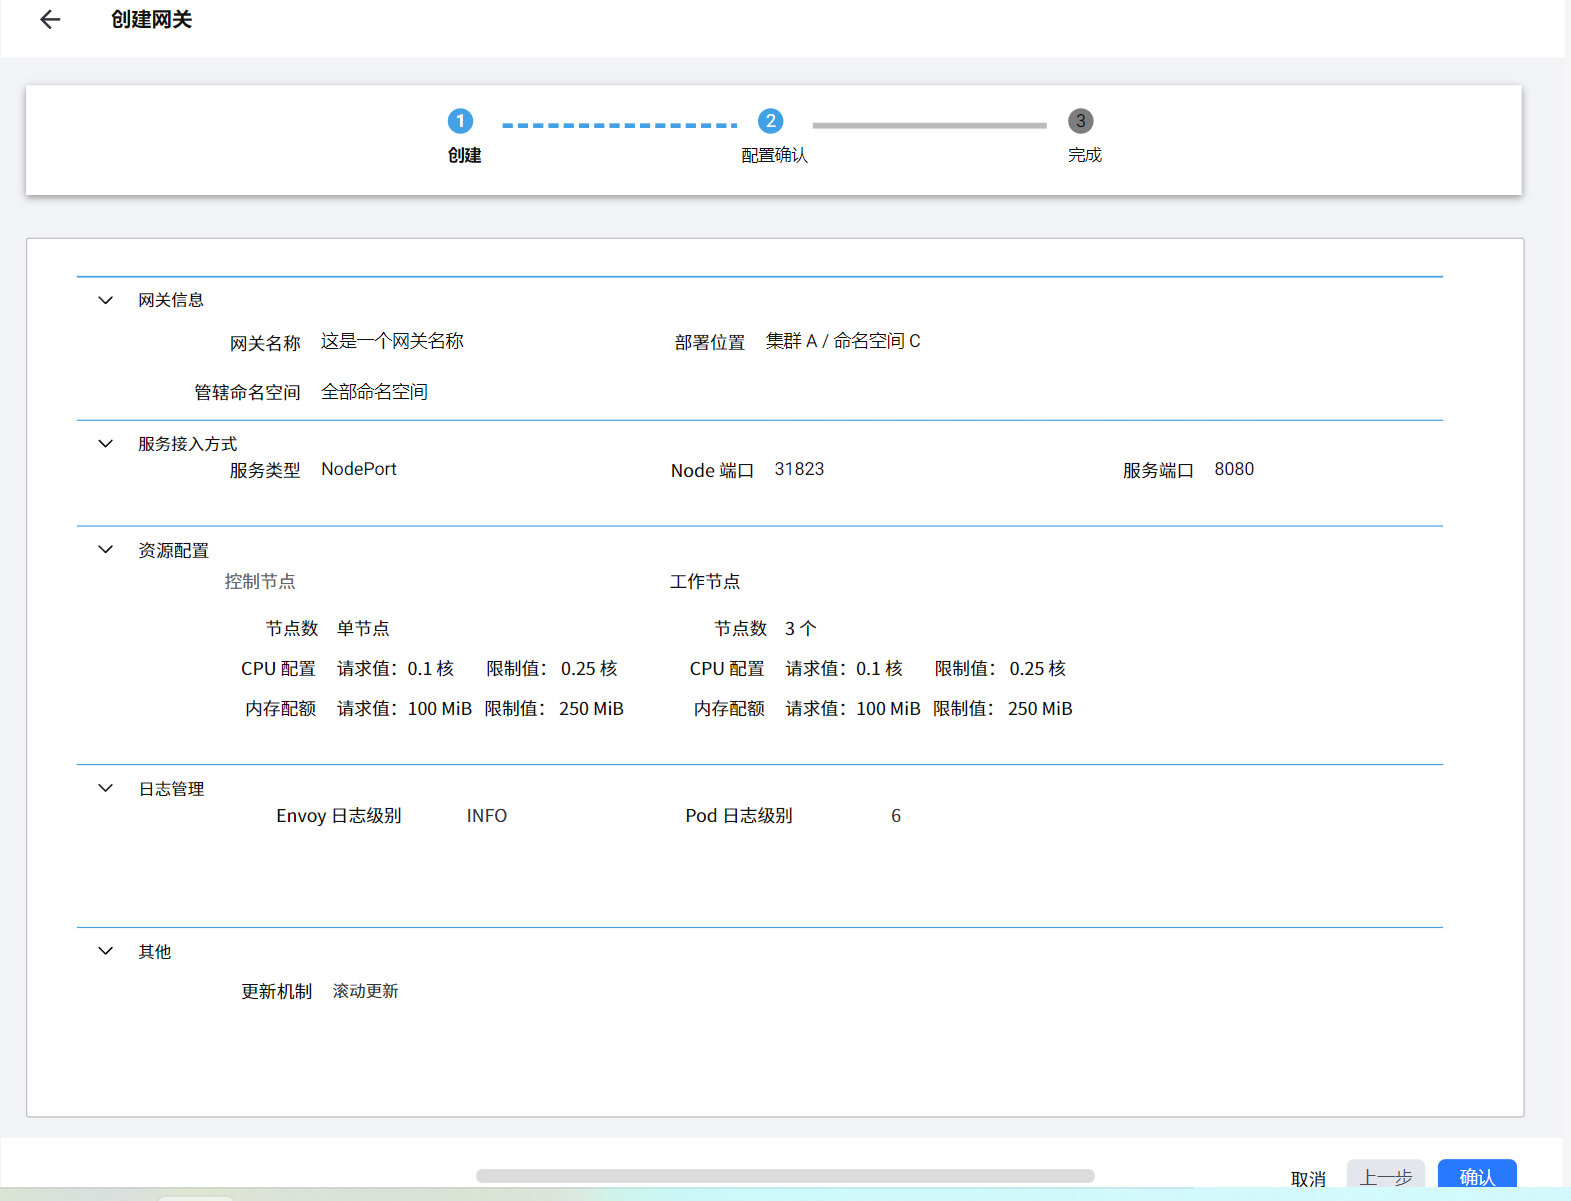 创建网关
1 2 3
创建 配置确认 完成
网关信息
网关名称 这是一个网关名称 部署位置 集群 A / 命名空间 C
管辖命名空间 全部命名空间
服务接入方式
服务类型 NodePort Node 端口 31823 服务端口 8080
资源配置
控制节点 工作节点
节点数 单节点 节点数 3 个
CPU 配置 请求值：0.1 核 限制值： 0.25 核 CPU 配置 请求值：0.1 核 限制值： 0.25 核
内存配额 请求值：100 MiB 限制值： 250 MiB 内存配额 请求值：100 MiB 限制值： 250 MiB
日志管理
Envoy 日志级别 INFO Pod 日志级别 6
其他
更新机制 滚动更新
取消 上一步 确认